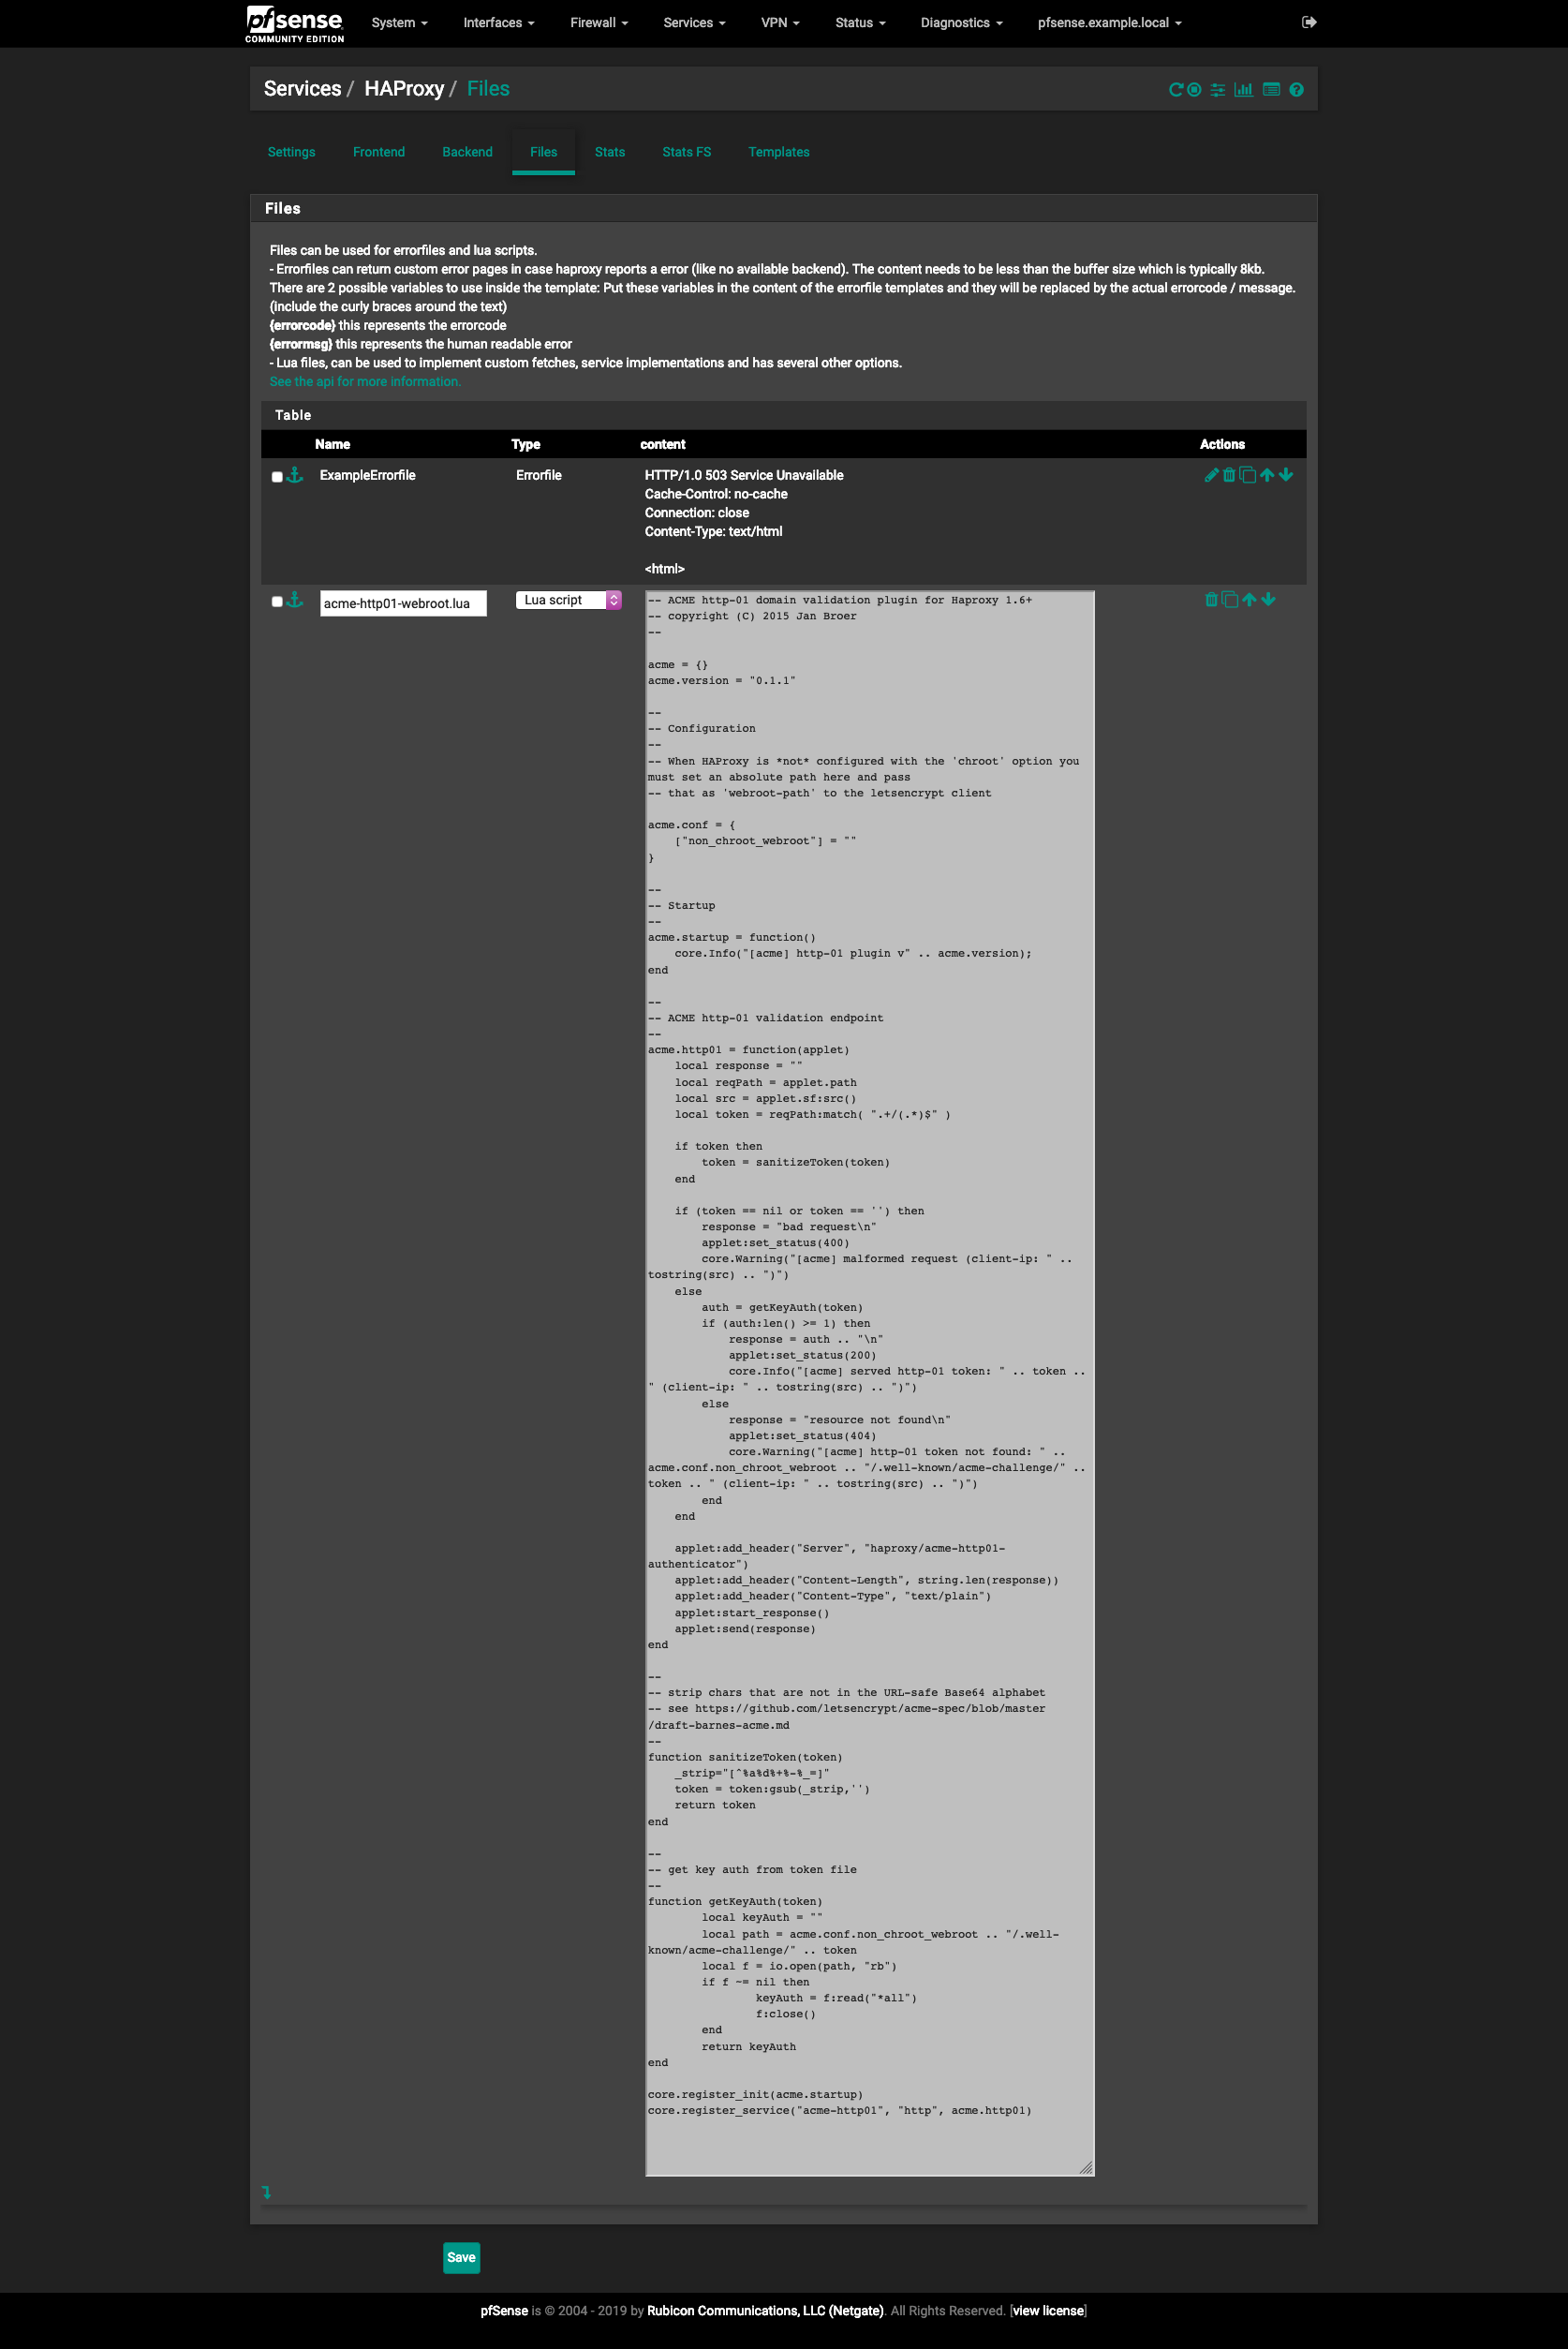 pfsense
COMMUNITY EDITION
System Interfaces Firewall Services VPN Status Diagnostics pfsense.example.local
Services / HAProxy / Files
Settings Frontend Backend Files Stats Stats FS Templates
Files
Files can be used for errorfiles and lua scripts.
- Errorfiles can return custom error pages in case haproxy reports a error (like no available backend). The content needs to be less than the buffer size which is typically 8kb.
There are 2 possible variables to use inside the template: Put these variables in the content of the errorfile templates and they will be replaced by the actual errorcode / message.
(include the curly braces around the text)
{errorcode} this represents the errorcode
{errormsg} this represents the human readable error
- Lua files, can be used to implement custom fetches, service implementations and has several other options.
See the api for more information.
Table
Name Type content Actions
ExampleErrorfile Errorfile HTTP/1.0 503 Service Unavailable
Cache-Control: no-cache
Connection: close
Content-Type: text/html
<html>
acme-http01-webroot.lua Lua script
-- ACME http-01 domain validation plugin for Haproxy 1.6+
-- copyright (C) 2015 Jan Broer
--
acme = {}
acme.version = "0.1.1"
--
-- Configuration
--
-- When HAProxy is *not* configured with the 'chroot' option you
must set an absolute path here and pass
-- that as 'webroot-path' to the letsencrypt client
acme.conf = {
["non_chroot_webroot"] = ""
}
--
-- Startup
--
acme.startup = function()
core.Info("[acme] http-01 plugin v" .. acme.version);
end
--
-- ACME http-01 validation endpoint
--
acme.http01 = function(applet)
local response = ""
local reqPath = applet.path
local src = applet.sf:src()
local token = reqPath:match( ".+/(.*)$" )
if token then
token = sanitizeToken(token)
end
if (token == nil or token == '') then
response = "bad request\n"
applet:set_status(400)
core.Warning("[acme] malformed request (client-ip: " ..
tostring(src) .. ")")
else
auth = getKeyAuth(token)
if (auth:len() >= 1) then
response = auth .. "\n"
applet:set_status(200)
core.Info("[acme] served http-01 token: " .. token ..
" (client-ip: " .. tostring(src) .. ")")
else
response = "resource not found\n"
applet:set_status(404)
core.Warning("[acme] http-01 token not found: " ..
acme.conf.non_chroot_webroot .. "/.well-known/acme-challenge/" ..
token .. " (client-ip: " .. tostring(src) .. ")")
end
end
applet:add_header("Server", "haproxy/acme-http01-
authenticator")
applet:add_header("Content-Length", string.len(response))
applet:add_header("Content-Type", "text/plain")
applet:start_response()
applet:send(response)
end
--
-- strip chars that are not in the URL-safe Base64 alphabet
-- see https://github.com/letsencrypt/acme-spec/blob/master
/draft-barnes-acme.md
--
function sanitizeToken(token)
_strip="[^%a%d%+%-%_=]"
token = token:gsub(_strip,'')
return token
end
--
-- get key auth from token file
--
function getKeyAuth(token)
local keyAuth = ""
local path = acme.conf.non_chroot_webroot .. "/.well-
known/acme-challenge/" .. token
local f = io.open(path, "rb")
if f ~= nil then
keyAuth = f:read("*all")
f:close()
end
return keyAuth
end
core.register_init(acme.startup)
core.register_service("acme-http01", "http", acme.http01)
Save
pfSense is © 2004 - 2019 by Rubicon Communications, LLC (Netgate). All Rights Reserved. [view license]